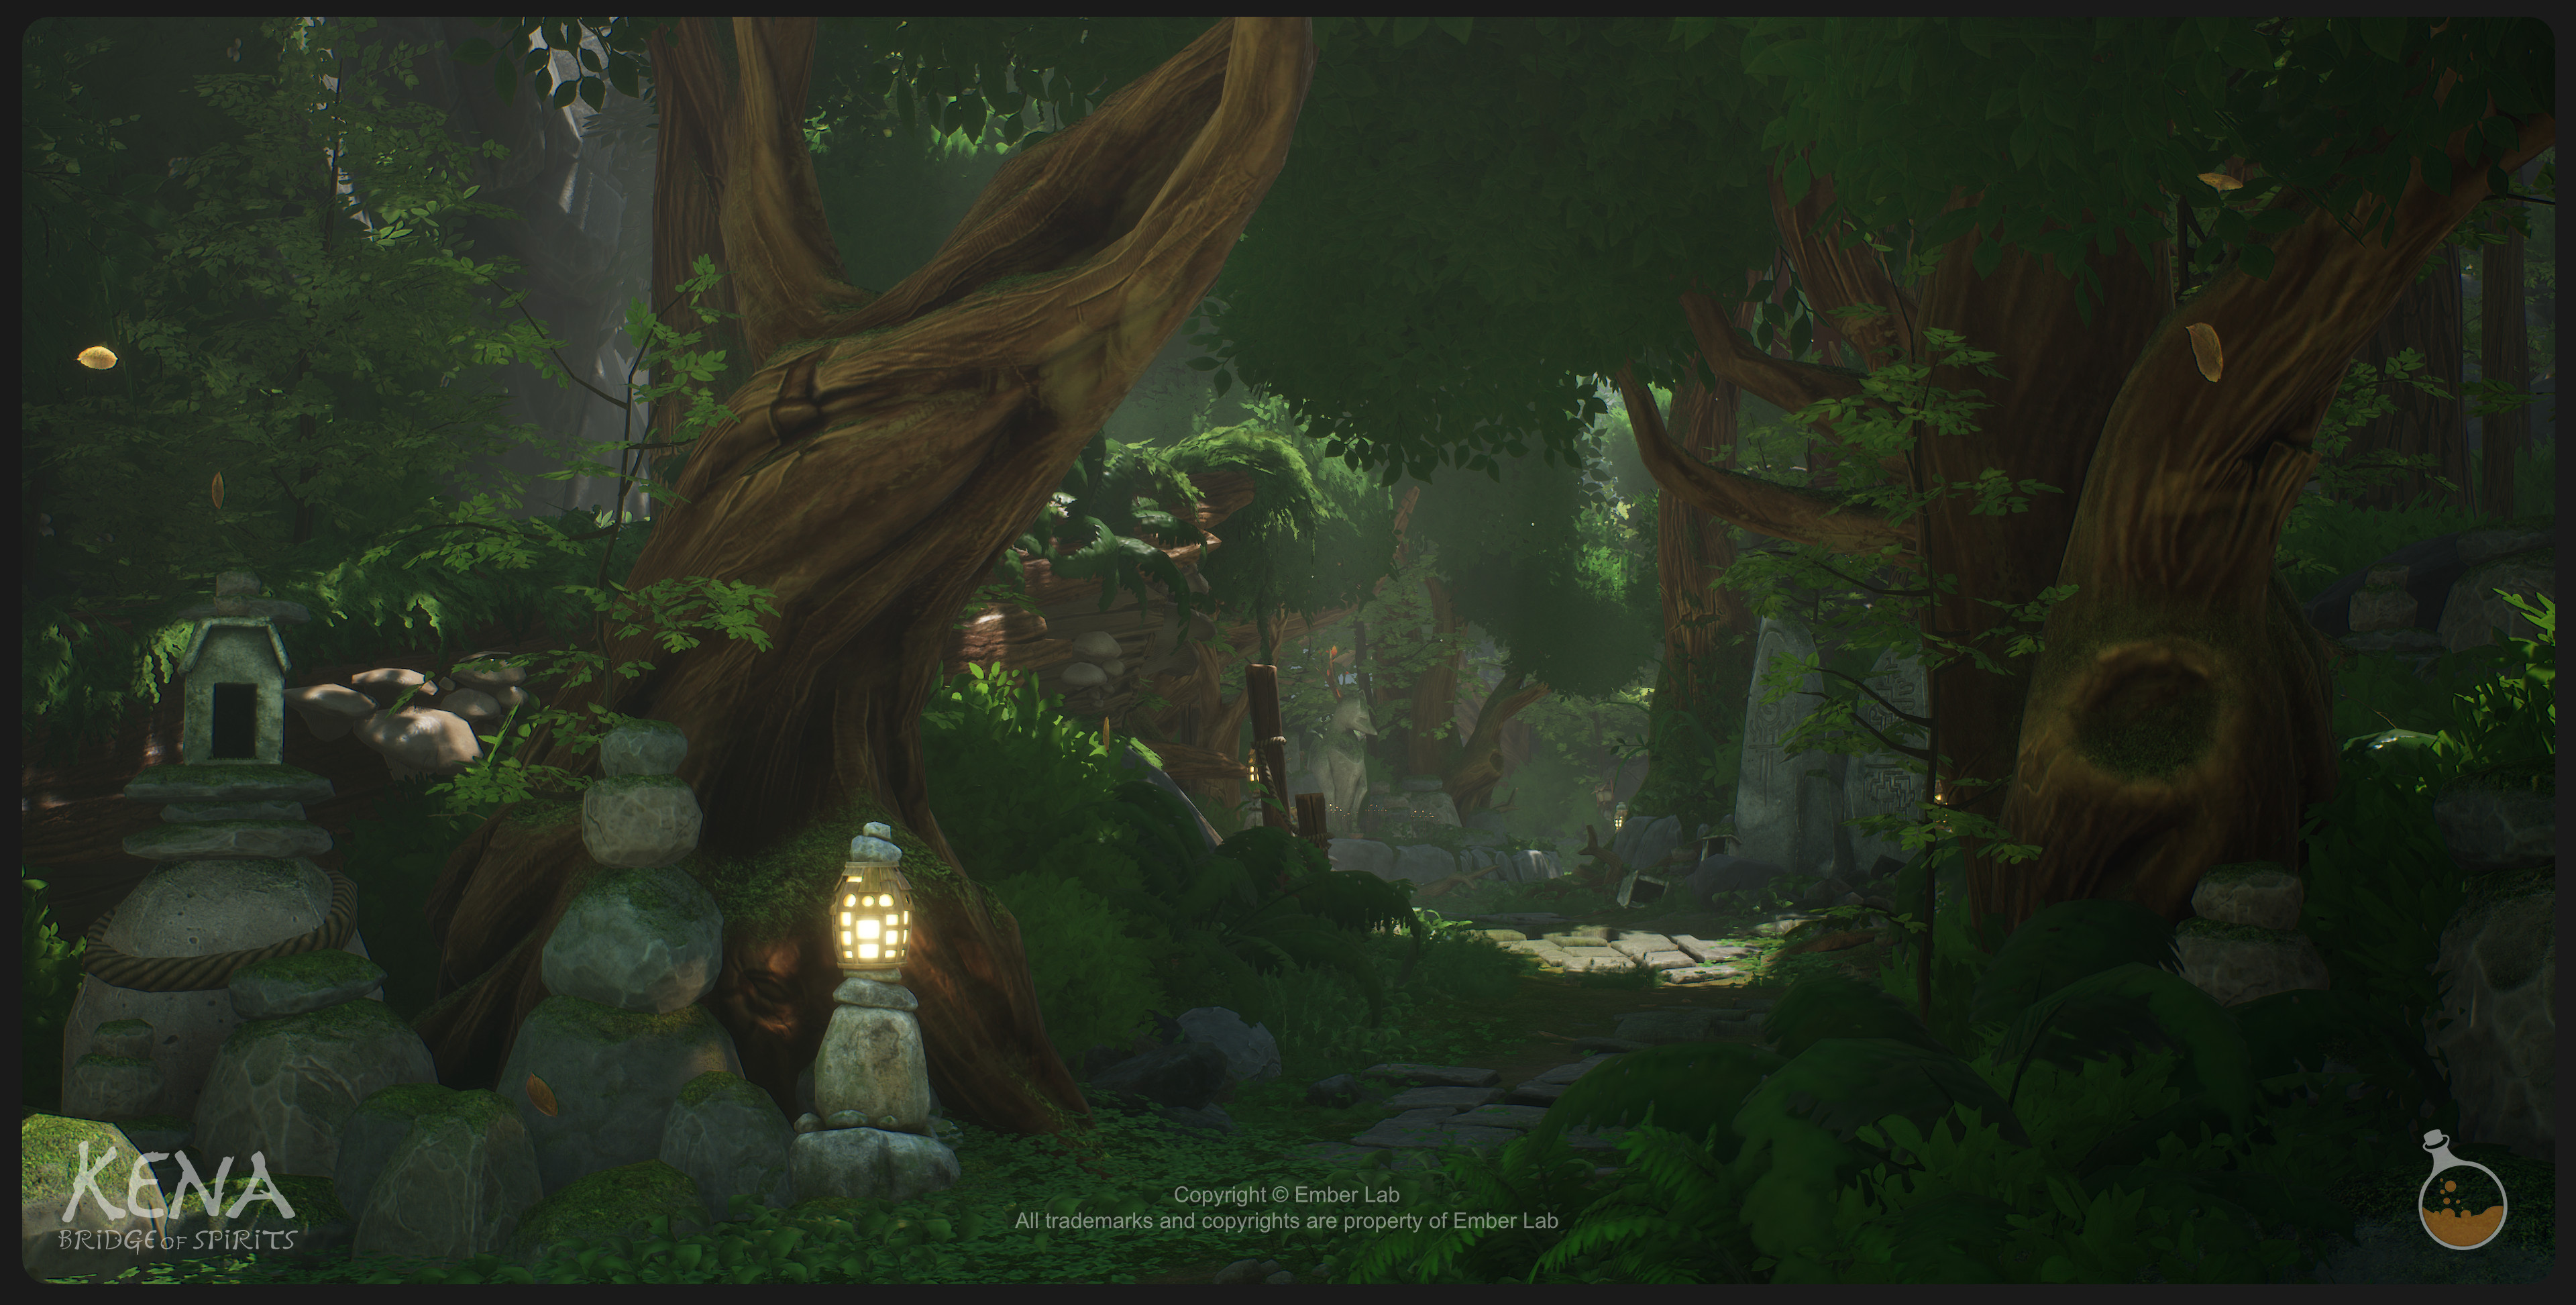 KENA
BRIDGE OF SPIRITS
Copyright © Ember Lab
All trademarks and copyrights are property of Ember Lab